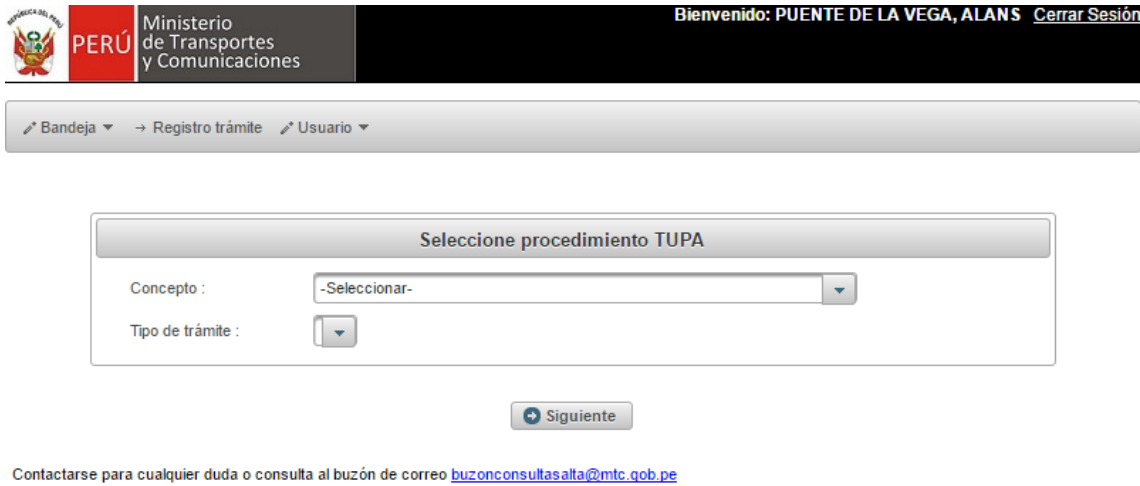 REPÚBLICA DEL PERÚ
PERÚ
Ministerio
de Transportes
y Comunicaciones
Bienvenido: PUENTE DE LA VEGA, ALANS Cerrar Sesión
Bandeja
Registro trámite
Usuario
Seleccione procedimiento TUPA
Concepto :
-Seleccionar-
Tipo de trámite :
Siguiente
Contactarse para cualquier duda o consulta al buzón de correo buzonconsultasalta@mtc.gob.pe